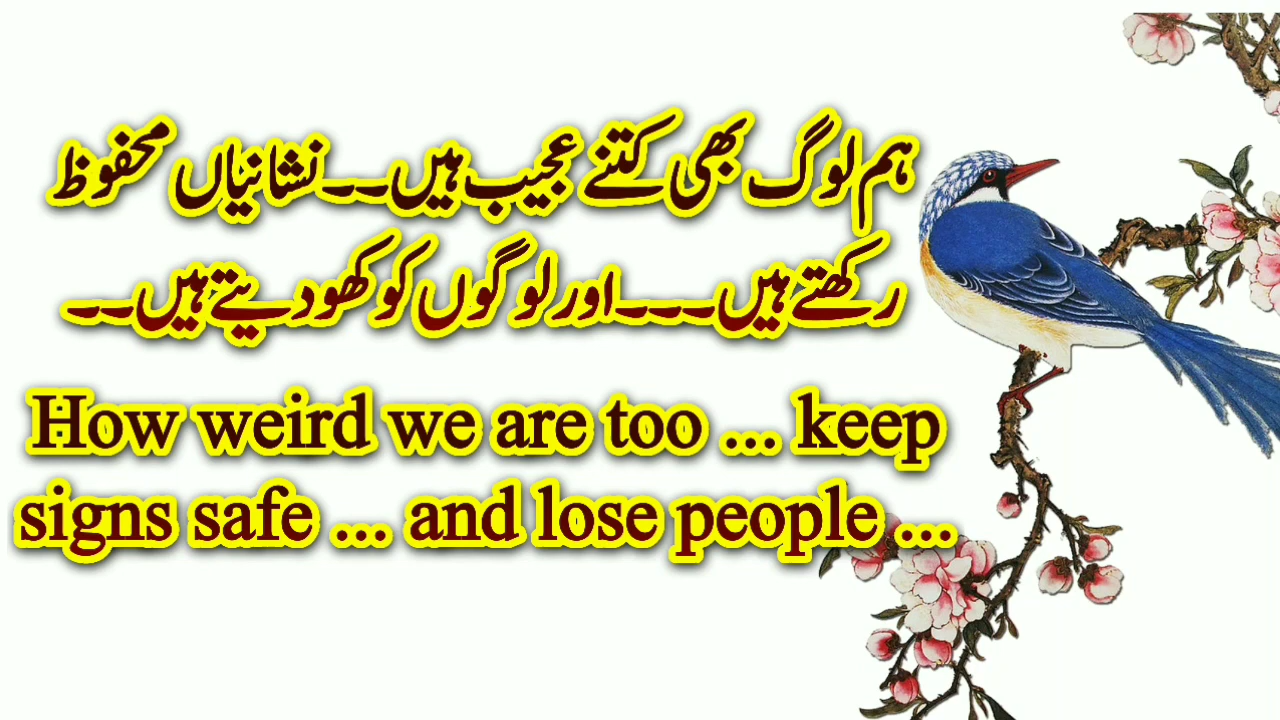 ہم لوگ بھی کتنے عجیب ہیں۔۔نشانیاں محفوظ
رکھتے ہیں۔۔۔اور لوگوں کو کھو دیتے ہیں۔۔
How weird we are too ... keep
signs safe ... and lose people ...